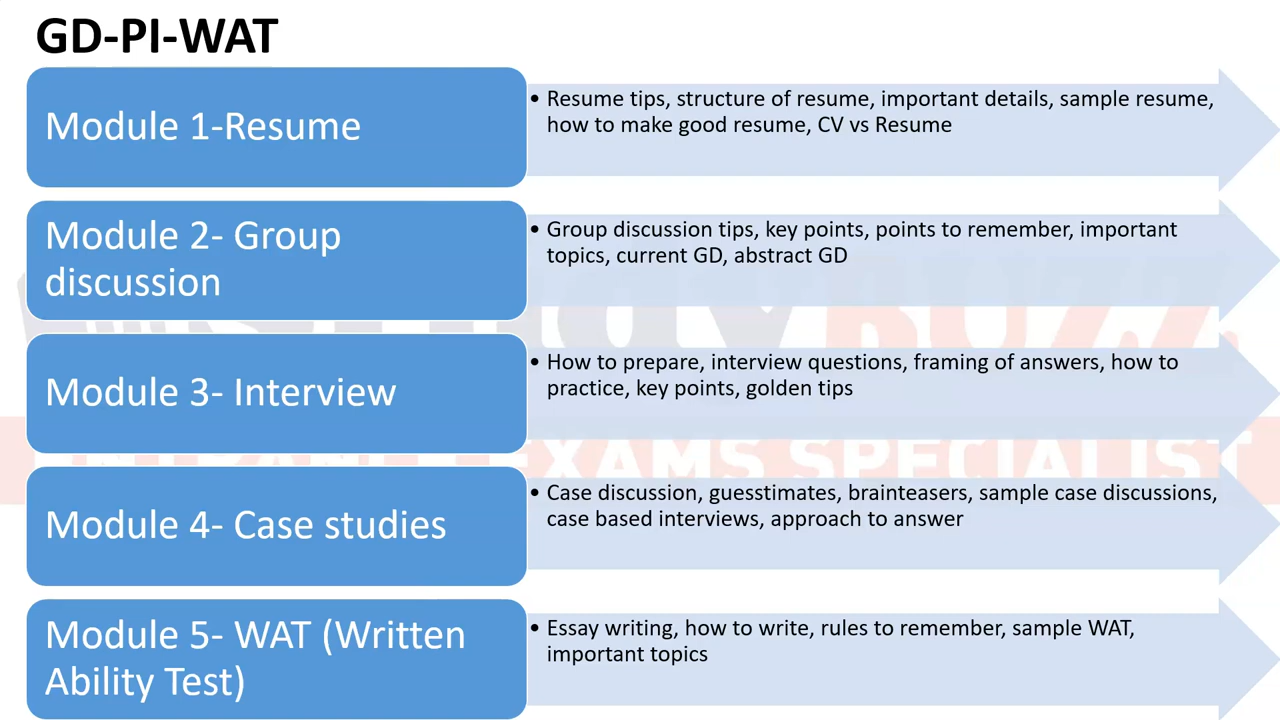 GD-PI-WAT
Module 1-Resume
• Resume tips, structure of resume, important details, sample resume,
how to make good resume, CV vs Resume
Module 2- Group
discussion
• Group discussion tips, key points, points to remember, important
topics, current GD, abstract GD
Module 3- Interview
• How to prepare, interview questions, framing of answers, how to
practice, key points, golden tips
Module 4- Case studies
• Case discussion, guesstimates, brainteasers, sample case discussions,
case based interviews, approach to answer
Module 5- WAT (Written
Ability Test)
• Essay writing, how to write, rules to remember, sample WAT,
important topics
EXAMS SPECIALIST